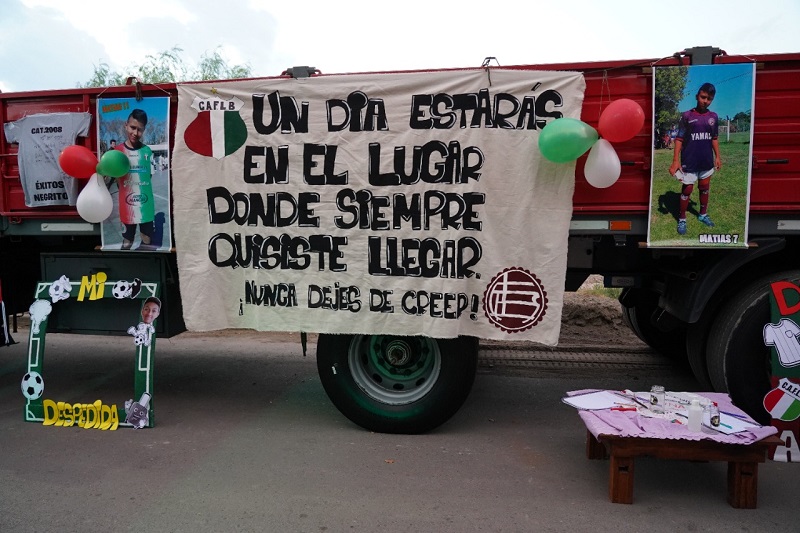 CAT.2008
ÉXITOS
NEGRITO
CAFLB
UN DIA ESTARÁS
EN EL LUGAR
DONDE SIEMPRE
QUISISTE LLEGAR.
¡NUNCA DEJES DE CREER!
YAMAL
MATIAS 7
MI
DESPEDIDA
D
C.A.F.L.B
A